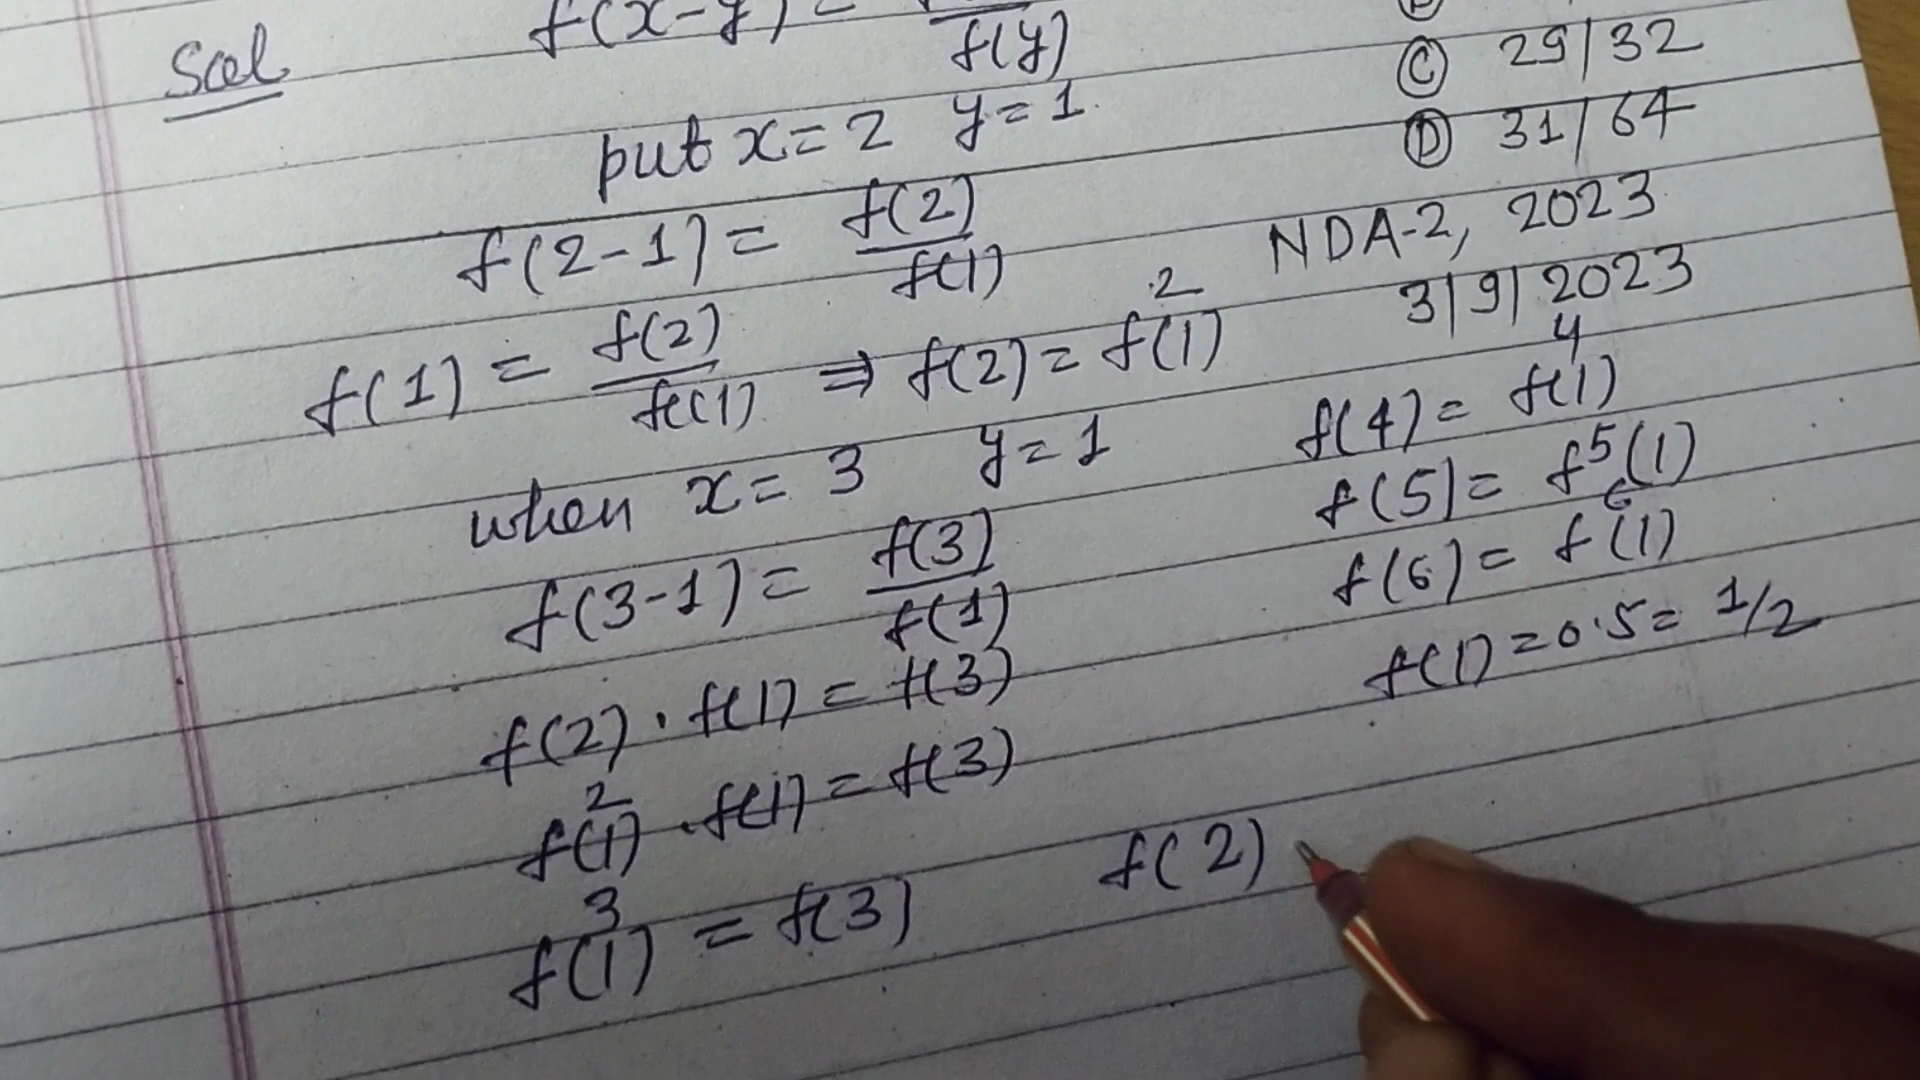 Sol f(x-y) =
f(y)
Ⓒ 29/32
put x=2 y=1.
Ⓓ 31/64
f(2-1) = f(2)/f(1)
NDA-2, 2023
3/9/2023
f(1) = f(2)/f(1) ⇒ f(2) = f²(1)
f(4) = f⁴(1)
when x=3 y=1
f(5) = f⁵(1)
f(3-1) = f(3)/f(1)
f(6) = f⁶(1)
f(1) = 0.5 = 1/2
f(2) · f(1) = f(3)
f²(1) · f(1) = f(3)
f³(1) = f(3)
f(2)